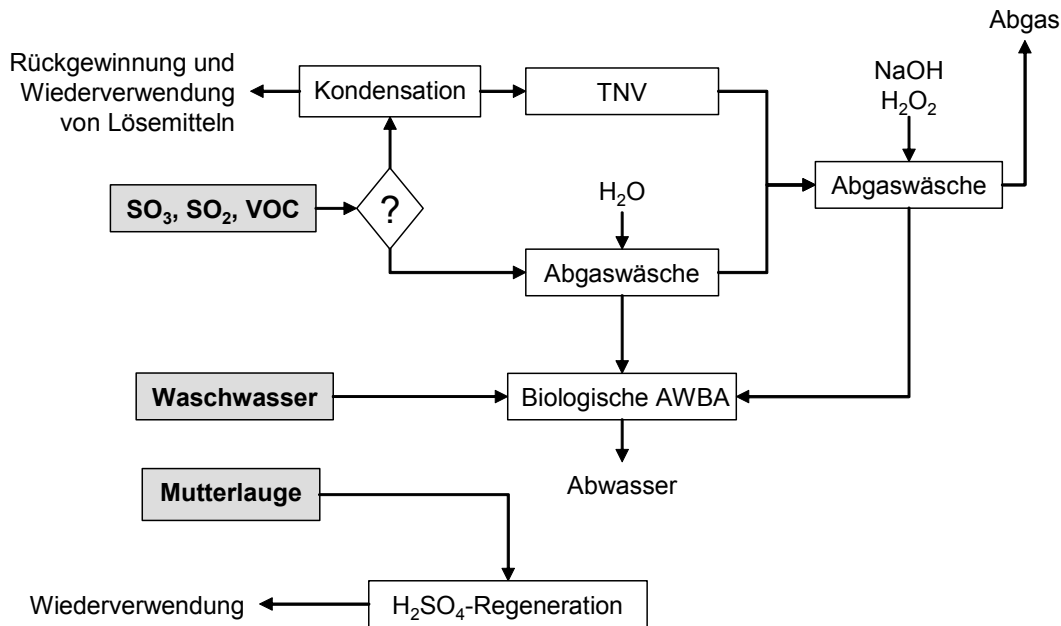 Abgas
Rückgewinnung und
Wiederverwendung
von Lösemitteln
Kondensation
TNV
NaOH
H₂O₂
SO₃, SO₂, VOC
?
H₂O
Abgaswäsche
Abgaswäsche
Waschwasser
Biologische AWBA
Abwasser
Mutterlauge
Wiederverwendung
H₂SO₄-Regeneration